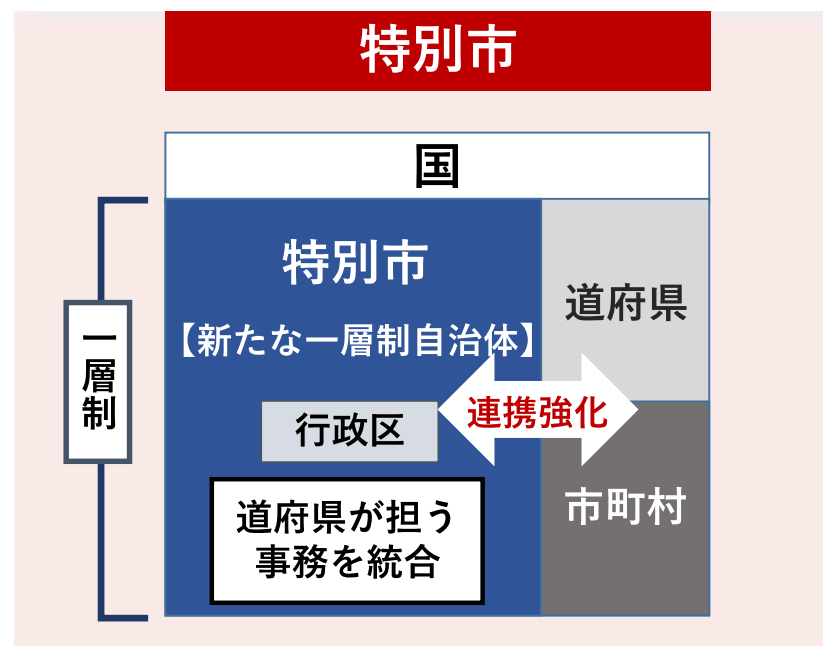 特別市
国
一層制
特別市
【新たな一層制自治体】
道府県
連携強化
行政区
市町村
道府県が担う
事務を統合